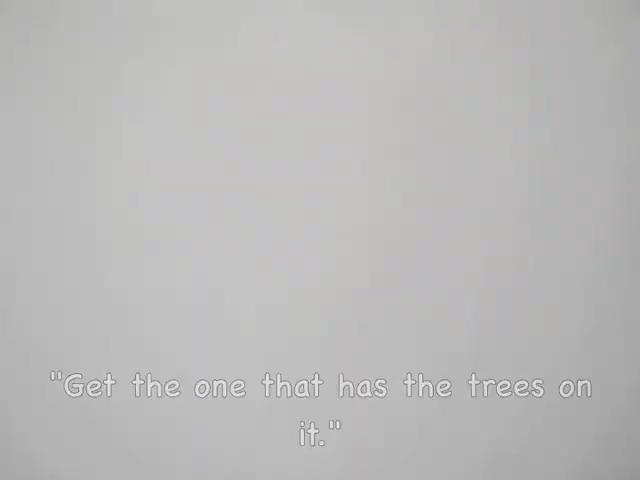 "Get the one that has the trees on
it."